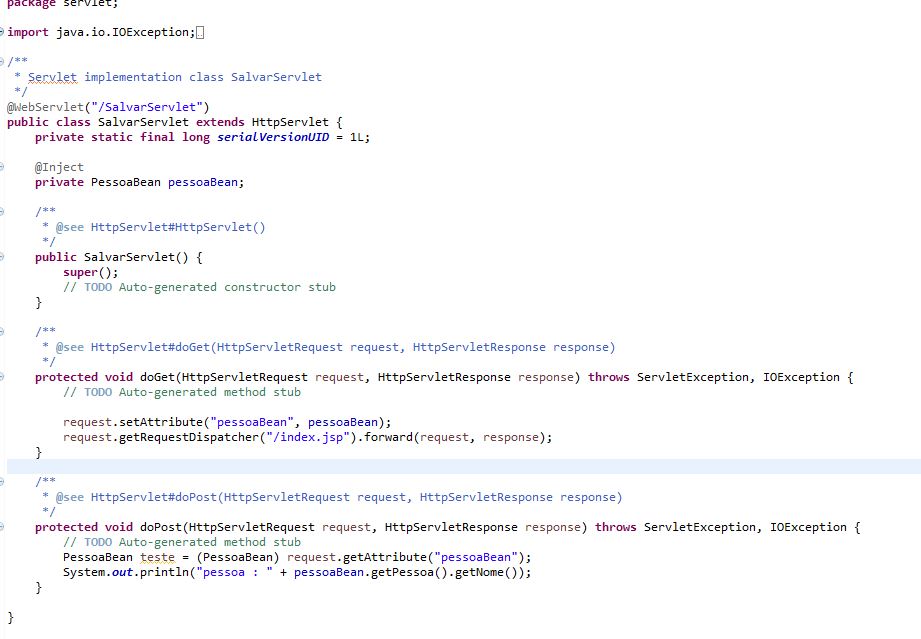 package servlet;
import java.io.IOException;
/**
 * Servlet implementation class SalvarServlet
 */
@WebServlet("/SalvarServlet")
public class SalvarServlet extends HttpServlet {
    private static final long serialVersionUID = 1L;
    @Inject
    private PessoaBean pessoaBean;
    /**
     * @see HttpServlet#HttpServlet()
     */
    public SalvarServlet() {
        super();
        // TODO Auto-generated constructor stub
    }
    /**
     * @see HttpServlet#doGet(HttpServletRequest request, HttpServletResponse response)
     */
    protected void doGet(HttpServletRequest request, HttpServletResponse response) throws ServletException, IOException {
        // TODO Auto-generated method stub
        request.setAttribute("pessoaBean", pessoaBean);
        request.getRequestDispatcher("/index.jsp").forward(request, response);
    }
    /**
     * @see HttpServlet#doPost(HttpServletRequest request, HttpServletResponse response)
     */
    protected void doPost(HttpServletRequest request, HttpServletResponse response) throws ServletException, IOException {
        // TODO Auto-generated method stub
        PessoaBean teste = (PessoaBean) request.getAttribute("pessoaBean");
        System.out.println("pessoa : " + pessoaBean.getPessoa().getNome());
    }
}